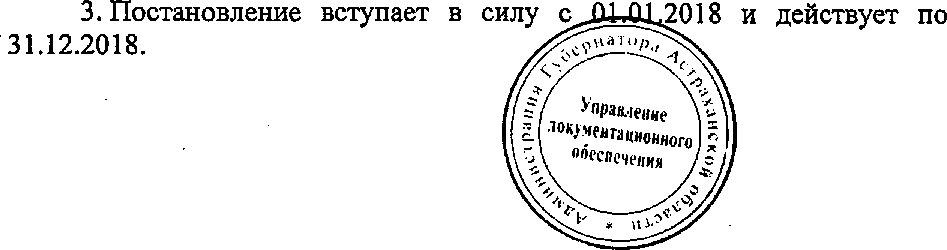 3. Постановление вступает в силу с 01.01.2018 и действует по
31.12.2018.
Администрация Губернатора Астраханской области *
Управление
документационного
обеспечения